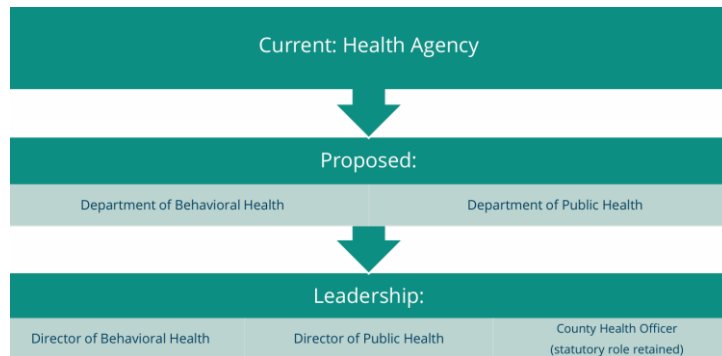 Current: Health Agency
Proposed:
Department of Behavioral Health
Department of Public Health
Leadership:
Director of Behavioral Health
Director of Public Health
County Health Officer
(statutory role retained)